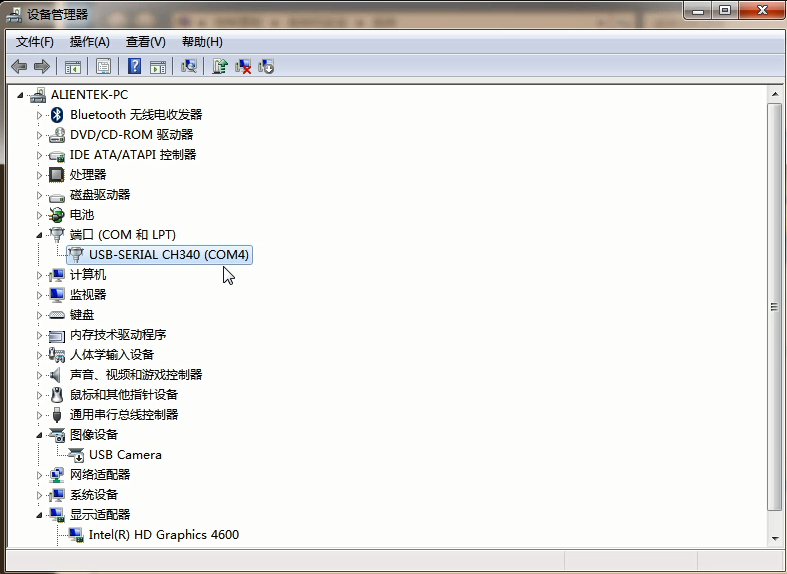 设备管理器
文件(F) 操作(A) 查看(V) 帮助(H)
ALIENTEK-PC
Bluetooth 无线电收发器
DVD/CD-ROM 驱动器
IDE ATA/ATAPI 控制器
处理器
磁盘驱动器
电池
端口 (COM 和 LPT)
USB-SERIAL CH340 (COM4)
计算机
监视器
键盘
内存技术驱动程序
人体学输入设备
声音、视频和游戏控制器
鼠标和其他指针设备
通用串行总线控制器
图像设备
USB Camera
网络适配器
系统设备
显示适配器
Intel(R) HD Graphics 4600